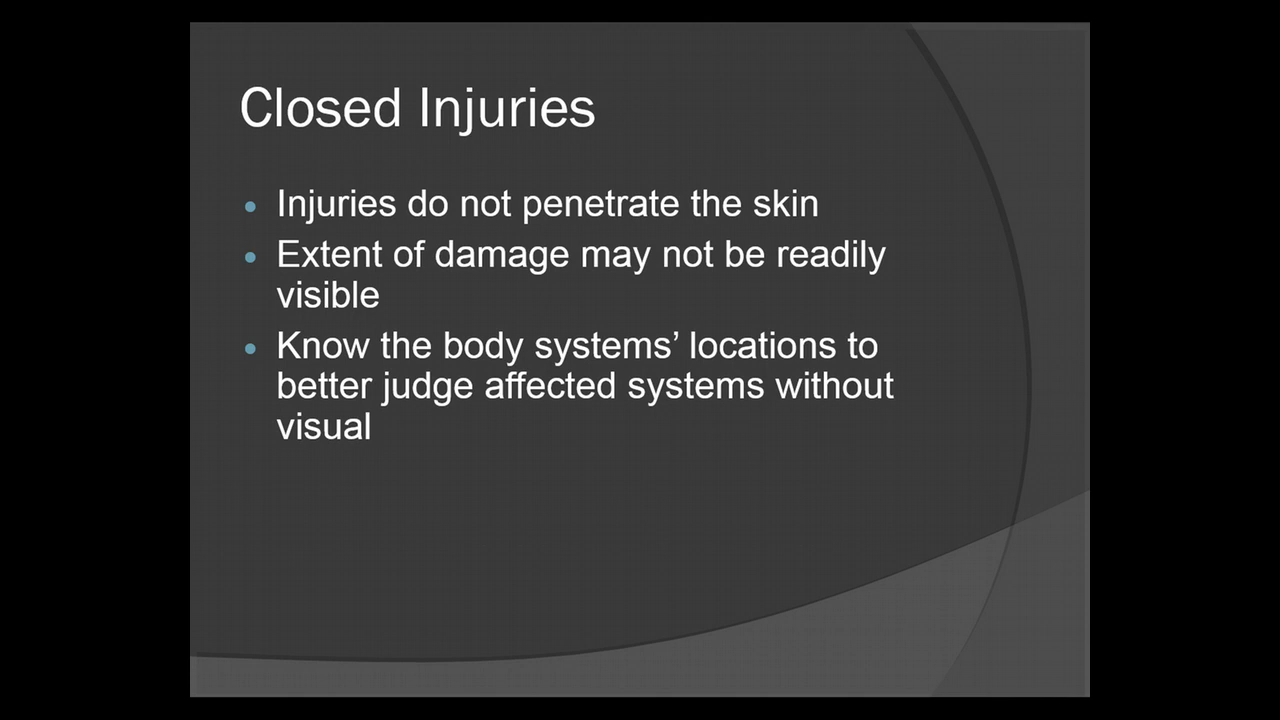 Closed Injuries
• Injuries do not penetrate the skin
• Extent of damage may not be readily
visible
• Know the body systems’ locations to
better judge affected systems without
visual